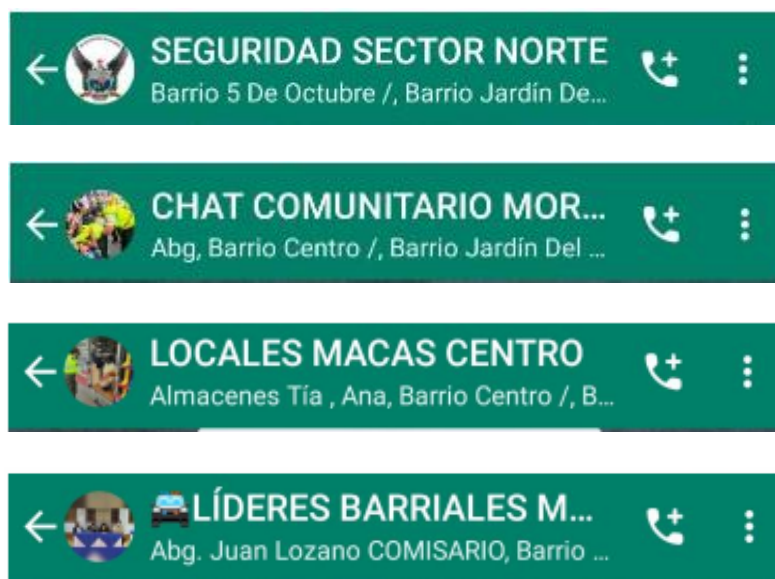 SEGURIDAD SECTOR NORTE
Barrio 5 De Octubre /, Barrio Jardín De...
CHAT COMUNITARIO MOR...
Abg, Barrio Centro /, Barrio Jardín Del ...
LOCALES MACAS CENTRO
Almacenes Tía , Ana, Barrio Centro /, B...
🚔LÍDERES BARRIALES M...
Abg. Juan Lozano COMISARIO, Barrio ...